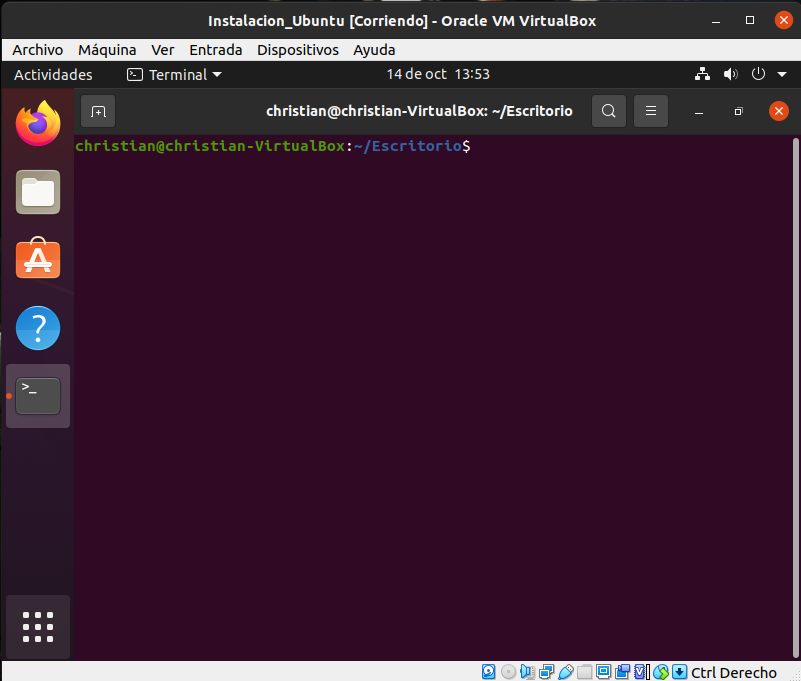 Instalacion_Ubuntu [Corriendo] - Oracle VM VirtualBox
Archivo Máquina Ver Entrada Dispositivos Ayuda
Actividades Terminal 14 de oct 13:53
christian@christian-VirtualBox: ~/Escritorio
christian@christian-VirtualBox:~/Escritorio$
>_
Ctrl Derecho